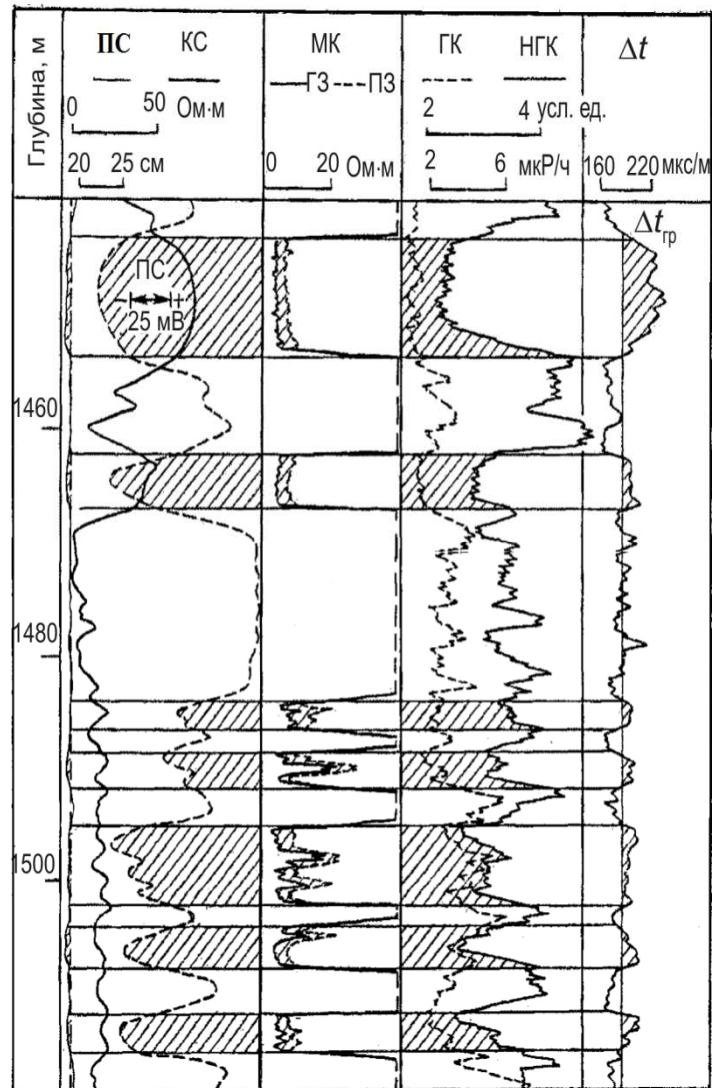 Глубина, м
ПС КС
0 50 Ом·м
20 25 см
МК
ГЗ ПЗ
0 20 Ом·м
ГК НГК
2 4 усл. ед.
2 6 мкР/ч
Δt
160 220 мкс/м
Δtгр
ПС
- +
25 мВ
1460
1480
1500